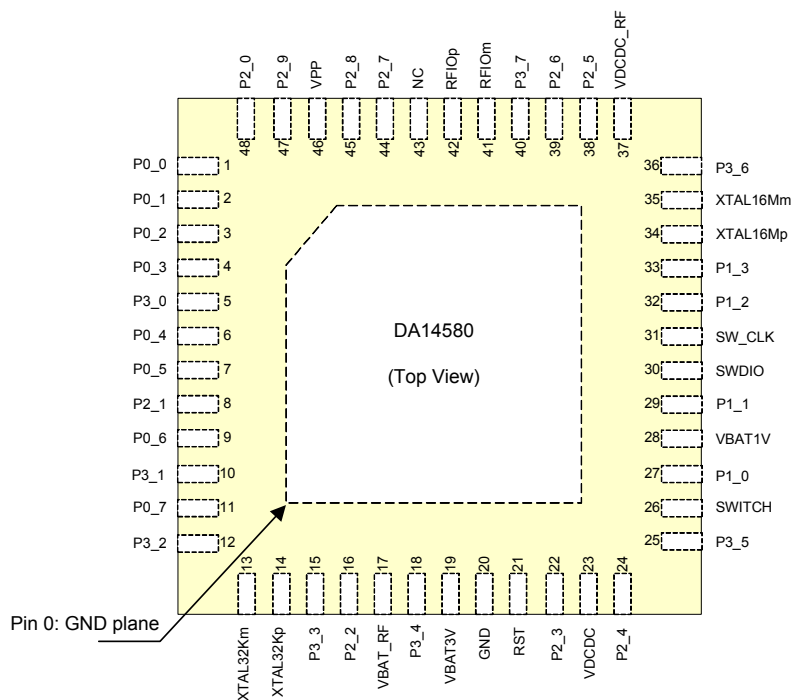 P2_0
P2_9
VPP
P2_8
P2_7
NC
RFIOp
RFIOm
P3_7
P2_6
P2_5
VDCDC_RF
48
47
46
45
44
43
42
41
40
39
38
37
P0_0 1
P0_1 2
P0_2 3
P0_3 4
P3_0 5
P0_4 6
P0_5 7
P2_1 8
P0_6 9
P3_1 10
P0_7 11
P3_2 12
36 P3_6
35 XTAL16Mm
34 XTAL16Mp
33 P1_3
32 P1_2
31 SW_CLK
30 SWDIO
29 P1_1
28 VBAT1V
27 P1_0
26 SWITCH
25 P3_5
DA14580
(Top View)
13
14
15
16
17
18
19
20
21
22
23
24
XTAL32Km
XTAL32Kp
P3_3
P2_2
VBAT_RF
P3_4
VBAT3V
GND
RST
P2_3
VDCDC
P2_4
Pin 0: GND plane